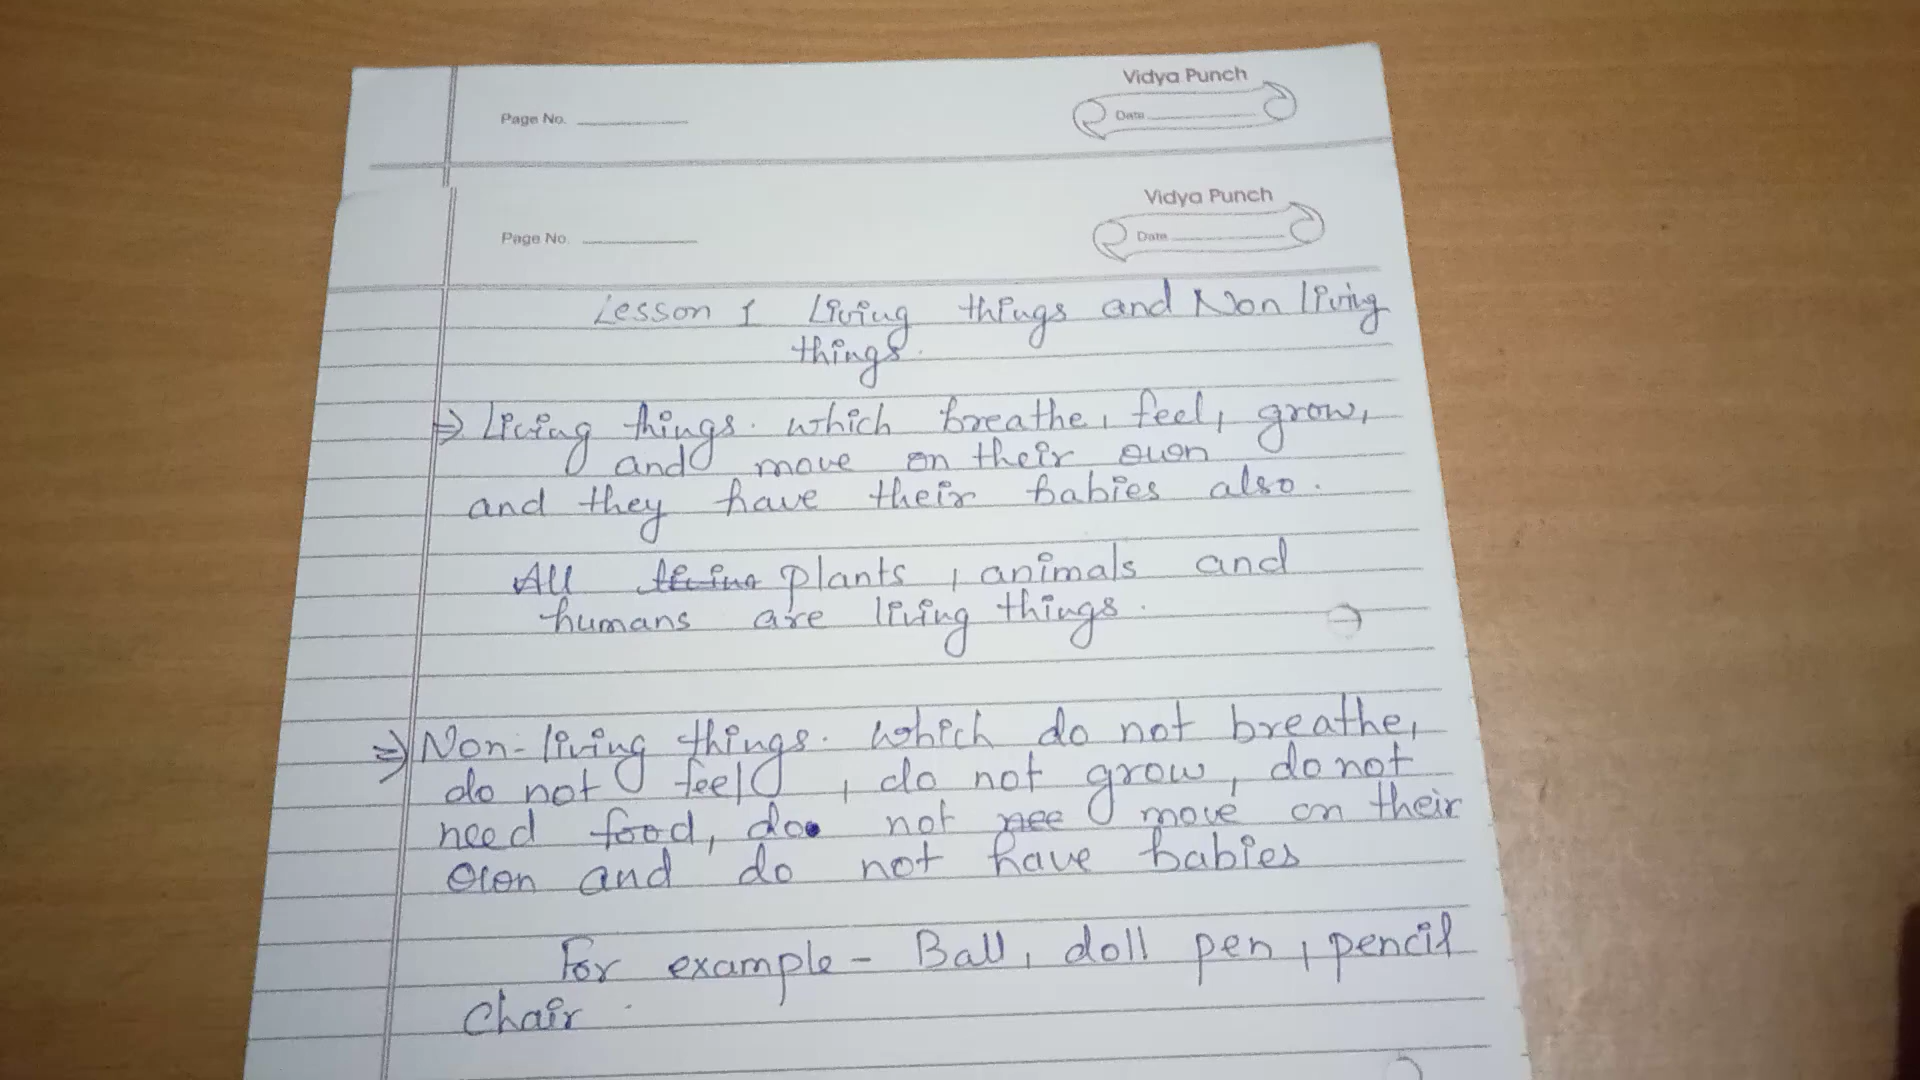 Vidya Punch
Page No.
Date
Vidya Punch
Page No.
Date
Lesson 1 Living things and Non living
things.
⇒ Living things. which breathe, feel, grow,
and move on their own
and they have their babies also.
All plants, animals and
humans are living things.
⇒ Non-living things. which do not breathe,
do not feel, do not grow, do not
need food, do not nee move on their
own and do not have babies
For example - Ball, doll pen, pencil
Chair.